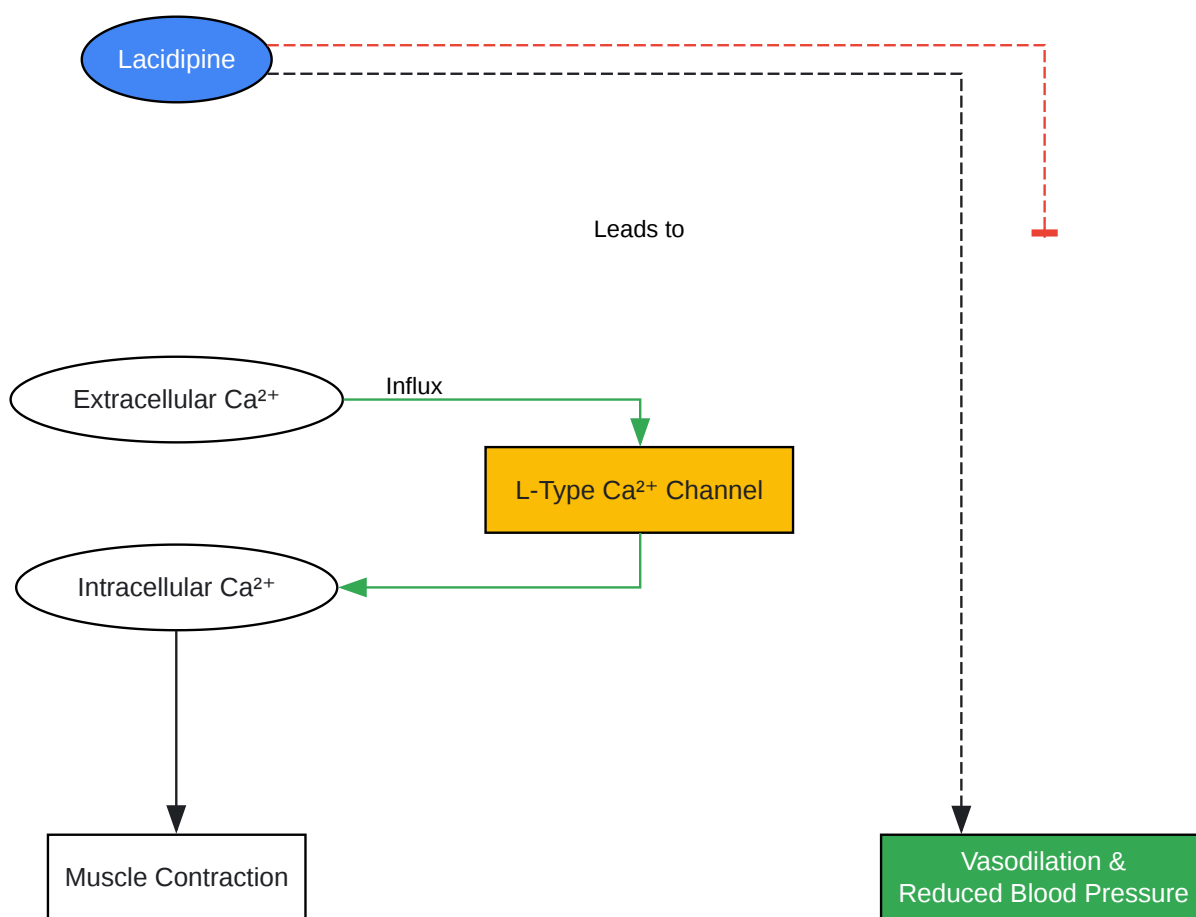 Lacidipine
Leads to
Extracellular Ca²⁺
Influx
L-Type Ca²⁺ Channel
Intracellular Ca²⁺
Muscle Contraction
Vasodilation &
Reduced Blood Pressure